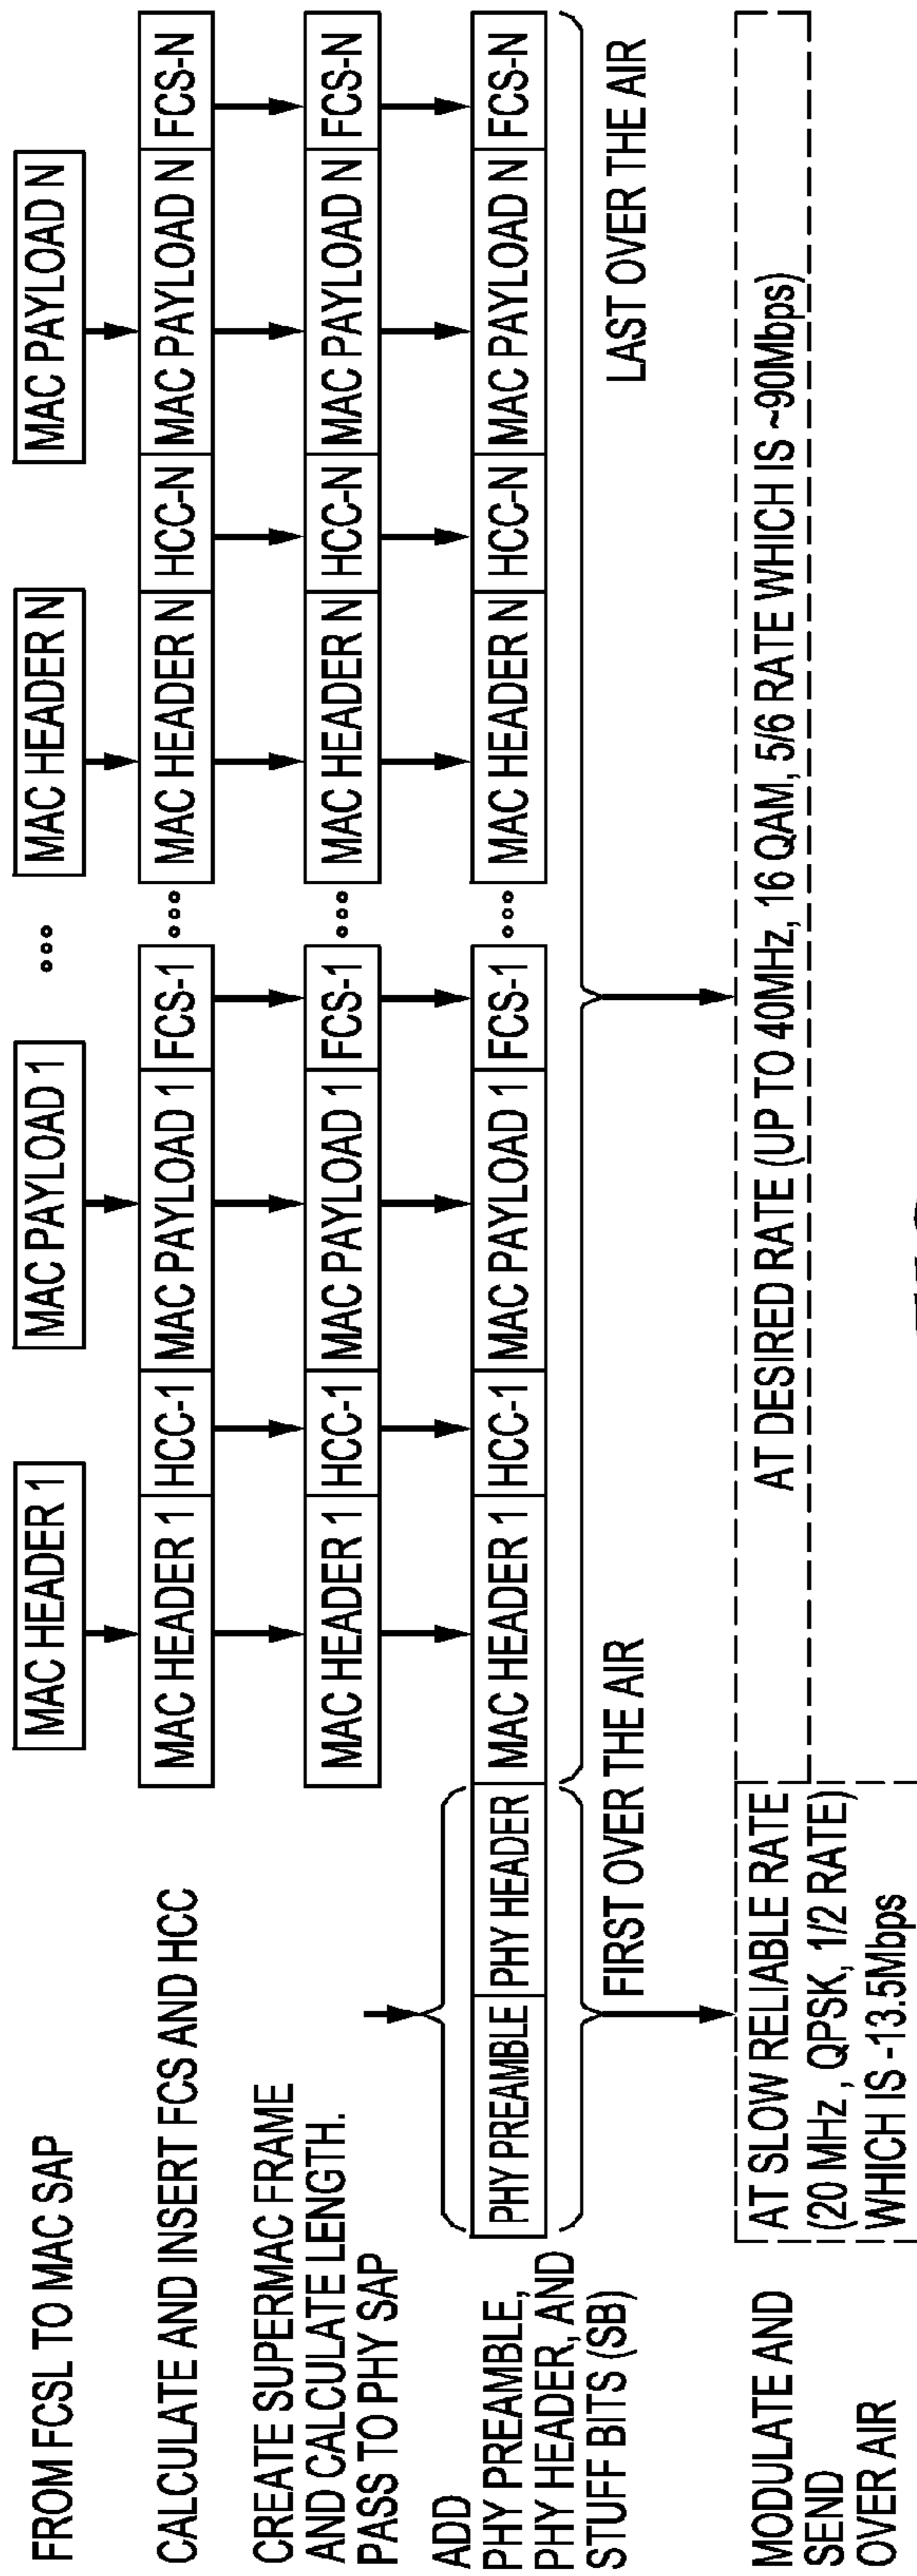 FROM FCSL TO MAC SAP
MAC HEADER 1
MAC PAYLOAD 1
MAC HEADER N
MAC PAYLOAD N
CALCULATE AND INSERT FCS AND HCC
MAC HEADER 1 HCC-1 MAC PAYLOAD 1 FCS-1 MAC HEADER N HCC-N MAC PAYLOAD N FCS-N
CREATE SUPERMAC FRAME
AND CALCULATE LENGTH.
PASS TO PHY SAP
MAC HEADER 1 HCC-1 MAC PAYLOAD 1 FCS-1 MAC HEADER N HCC-N MAC PAYLOAD N FCS-N
ADD
PHY PREAMBLE,
PHY HEADER, AND
STUFF BITS (SB)
PHY PREAMBLE PHY HEADER MAC HEADER 1 HCC-1 MAC PAYLOAD 1 FCS-1 MAC HEADER N HCC-N MAC PAYLOAD N FCS-N
FIRST OVER THE AIR
LAST OVER THE AIR
MODULATE AND
SEND
OVER AIR
AT SLOW RELIABLE RATE
(20 MHz , QPSK, 1/2 RATE)
WHICH IS -13.5Mbps
AT DESIRED RATE (UP TO 40MHz, 16 QAM, 5/6 RATE WHICH IS ~90Mbps)